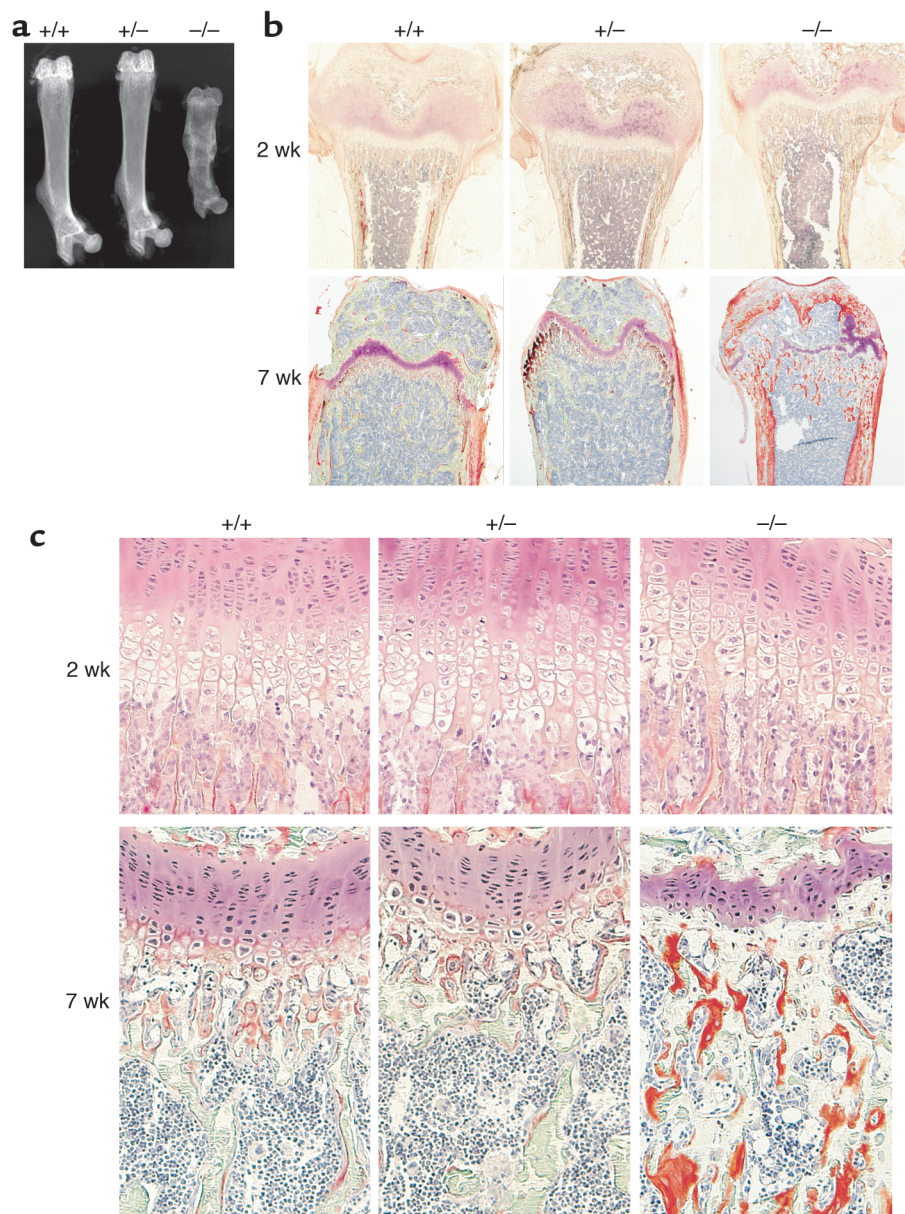 a
+/+ +/– –/–
b
+/+ +/– –/–
2 wk
7 wk
c
+/+ +/– –/–
2 wk
7 wk